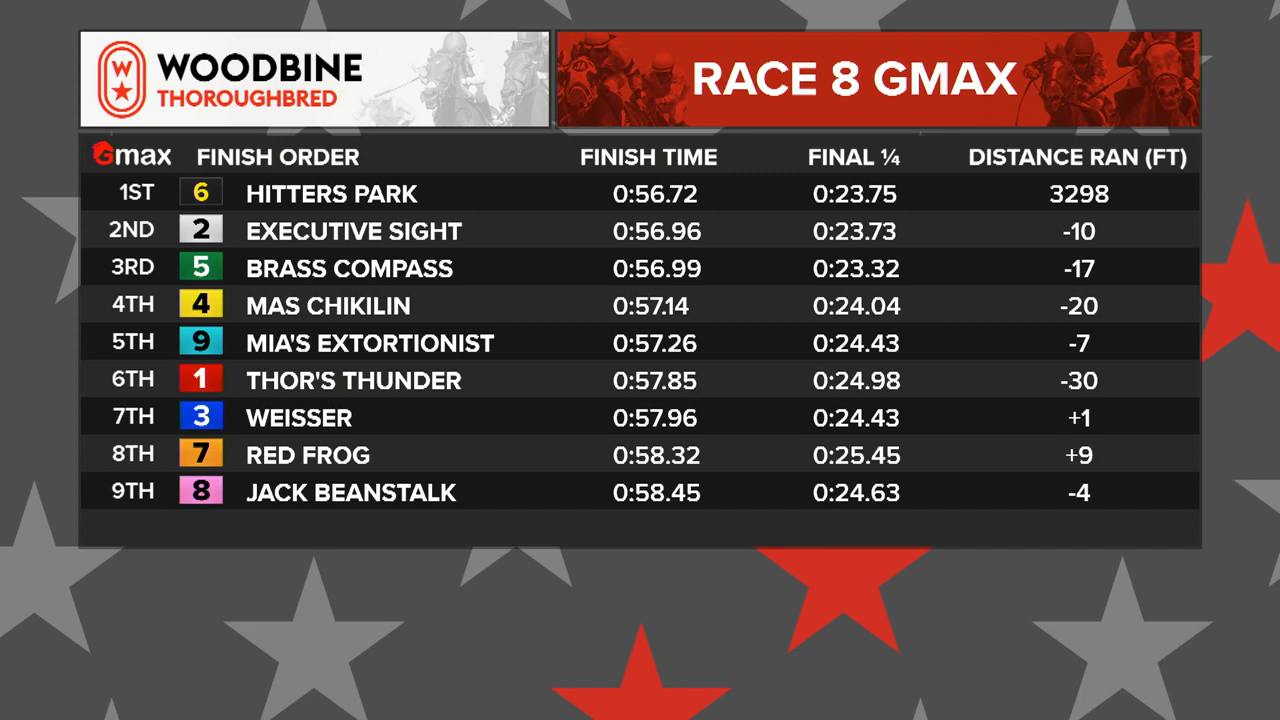 W
WOODBINE
THOROUGHBRED
RACE 8 GMAX
Gmax FINISH ORDER FINISH TIME FINAL ¼ DISTANCE RAN (FT)
1ST 6 HITTERS PARK 0:56.72 0:23.75 3298
2ND 2 EXECUTIVE SIGHT 0:56.96 0:23.73 -10
3RD 5 BRASS COMPASS 0:56.99 0:23.32 -17
4TH 4 MAS CHIKILIN 0:57.14 0:24.04 -20
5TH 9 MIA'S EXTORTIONIST 0:57.26 0:24.43 -7
6TH 1 THOR'S THUNDER 0:57.85 0:24.98 -30
7TH 3 WEISSER 0:57.96 0:24.43 +1
8TH 7 RED FROG 0:58.32 0:25.45 +9
9TH 8 JACK BEANSTALK 0:58.45 0:24.63 -4